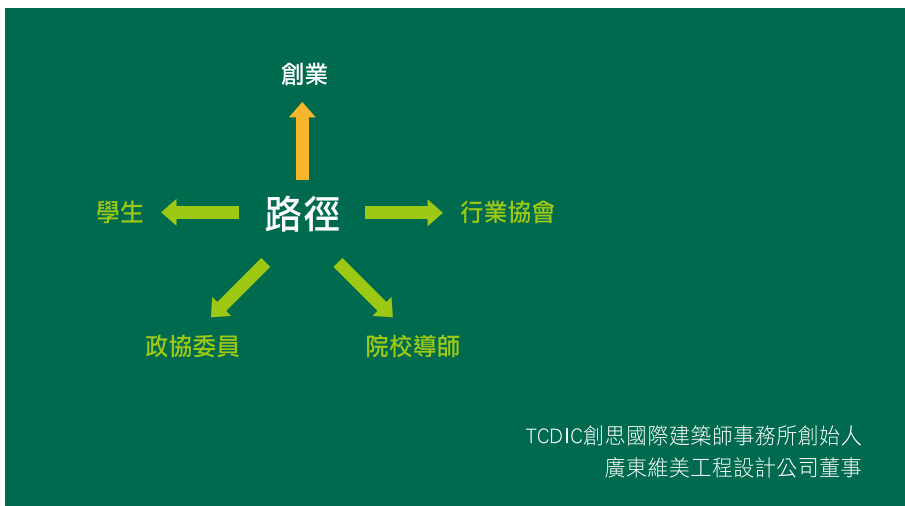 創業
學生
路徑
行業協會
政協委員
院校導師
TCDIC創思國際建築師事務所創始人
廣東維美工程設計公司董事